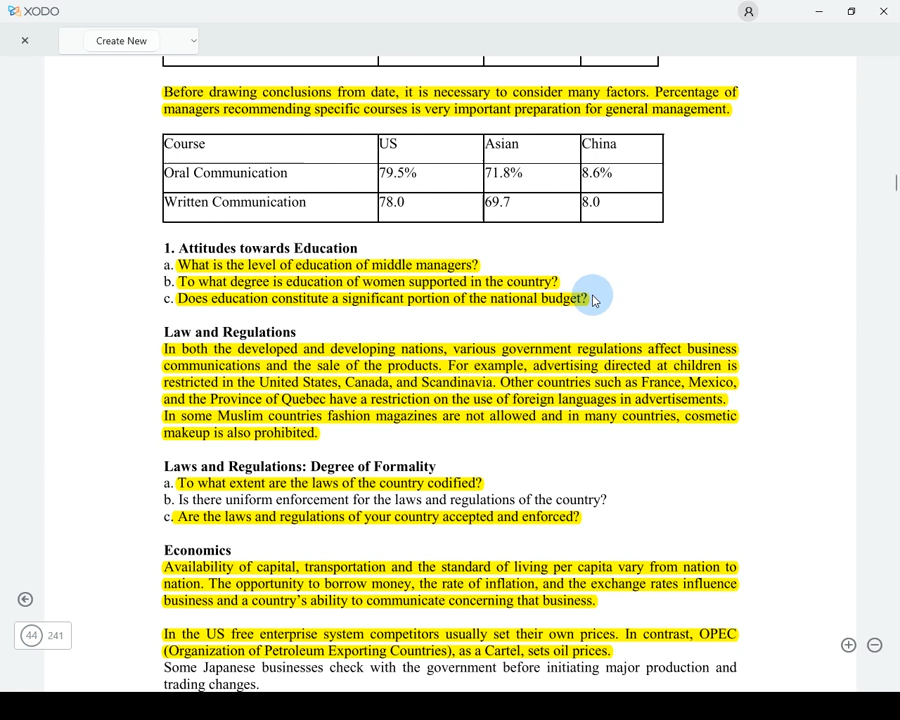 XODO
Create New
Before drawing conclusions from date, it is necessary to consider many factors. Percentage of
managers recommending specific courses is very important preparation for general management.
Course US Asian China
Oral Communication 79.5% 71.8% 8.6%
Written Communication 78.0 69.7 8.0
1. Attitudes towards Education
a. What is the level of education of middle managers?
b. To what degree is education of women supported in the country?
c. Does education constitute a significant portion of the national budget?
Law and Regulations
In both the developed and developing nations, various government regulations affect business
communications and the sale of the products. For example, advertising directed at children is
restricted in the United States, Canada, and Scandinavia. Other countries such as France, Mexico,
and the Province of Quebec have a restriction on the use of foreign languages in advertisements.
In some Muslim countries fashion magazines are not allowed and in many countries, cosmetic
makeup is also prohibited.
Laws and Regulations: Degree of Formality
a. To what extent are the laws of the country codified?
b. Is there uniform enforcement for the laws and regulations of the country?
c. Are the laws and regulations of your country accepted and enforced?
Economics
Availability of capital, transportation and the standard of living per capita vary from nation to
nation. The opportunity to borrow money, the rate of inflation, and the exchange rates influence
business and a country's ability to communicate concerning that business.
In the US free enterprise system competitors usually set their own prices. In contrast, OPEC
(Organization of Petroleum Exporting Countries), as a Cartel, sets oil prices.
Some Japanese businesses check with the government before initiating major production and
trading changes.
44 241